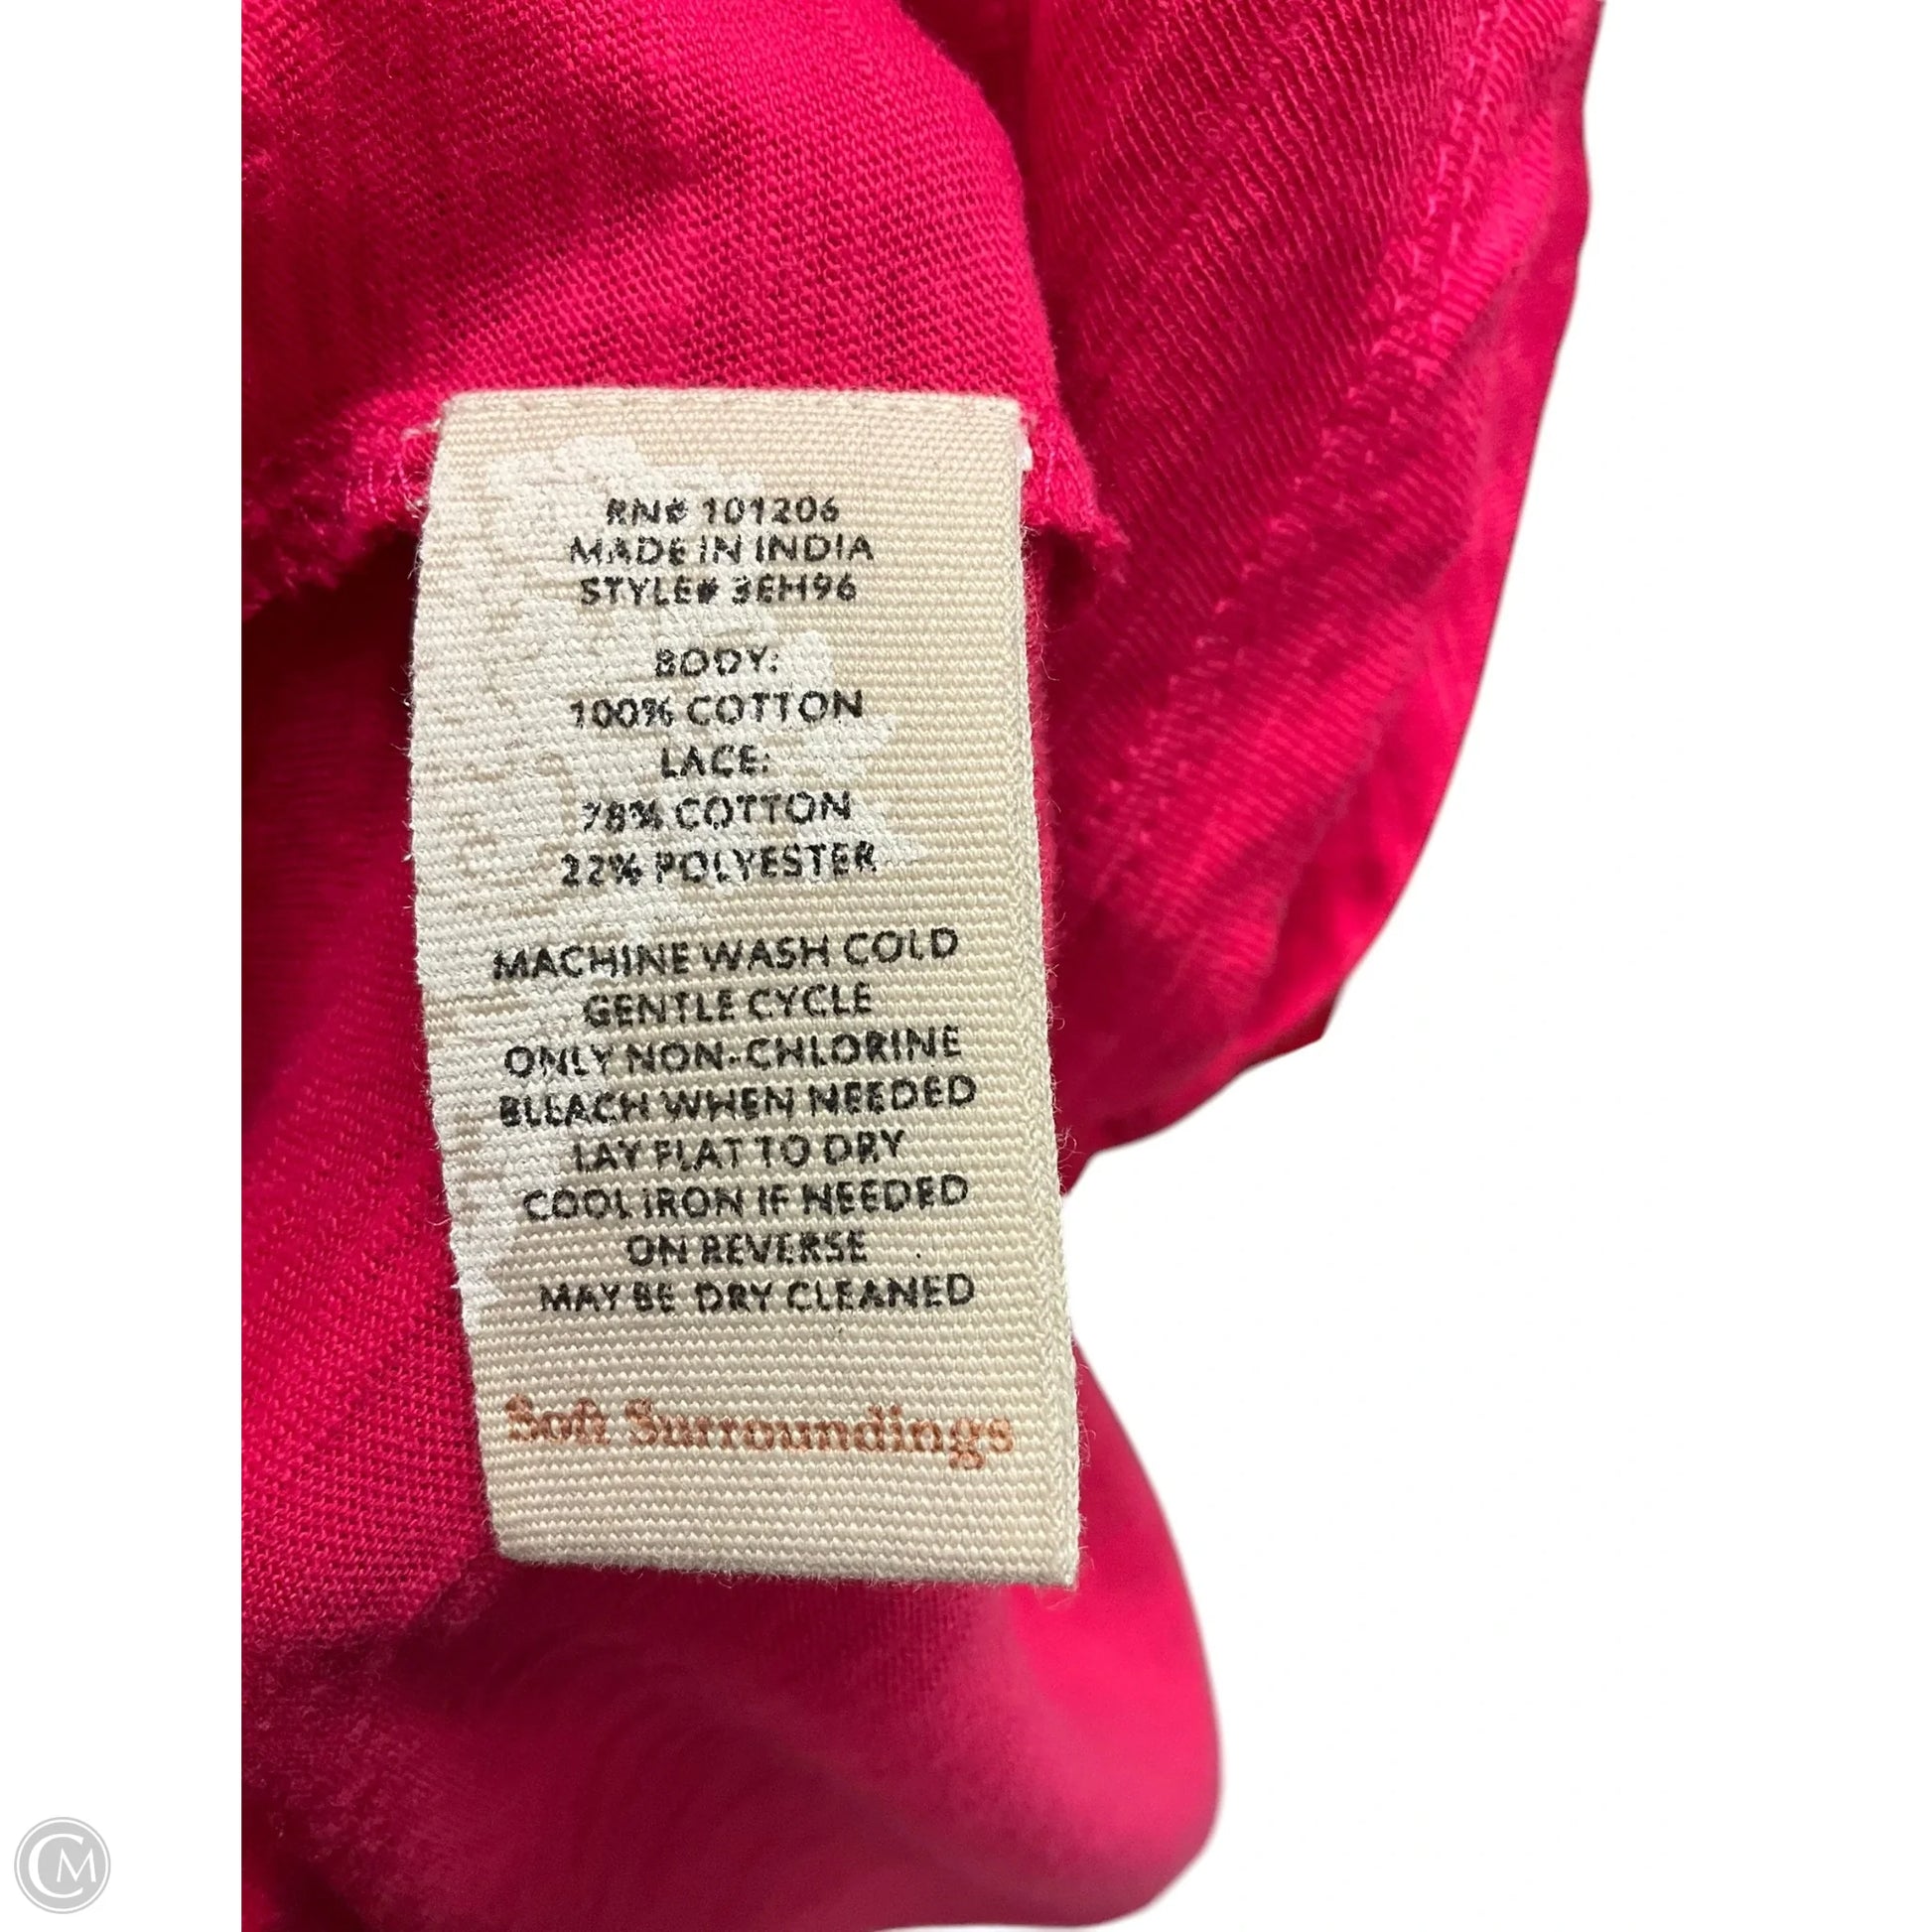 RN# 101206
MADE IN INDIA
STYLE# 3EH96
BODY:
100% COTTON
LACE:
78% COTTON
22% POLYESTER
MACHINE WASH COLD
GENTLE CYCLE
ONLY NON-CHLORINE
BLEACH WHEN NEEDED
LAY FLAT TO DRY
COOL IRON IF NEEDED
ON REVERSE
MAY BE DRY CLEANED
Soft Surroundings
CM